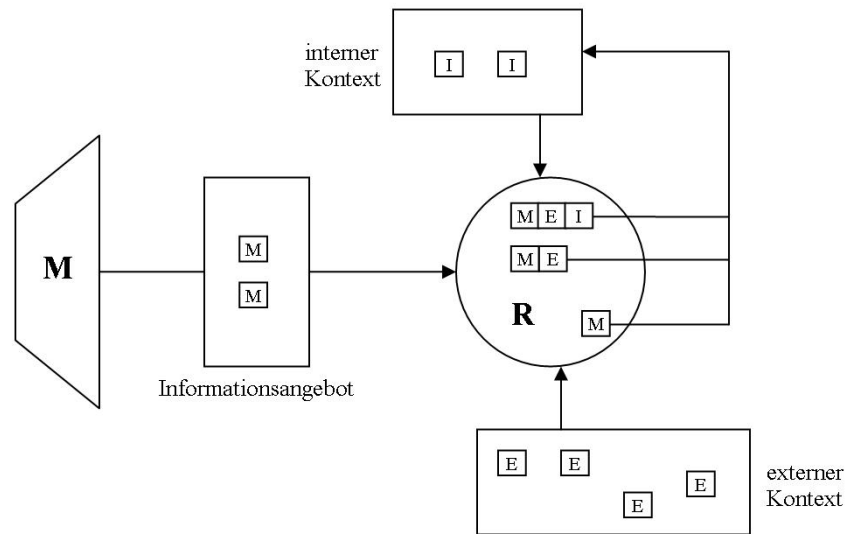 interner
Kontext
I I
M E I
M
M
M E
M
R
M
Informationsangebot
E E
E
E
externer
Kontext